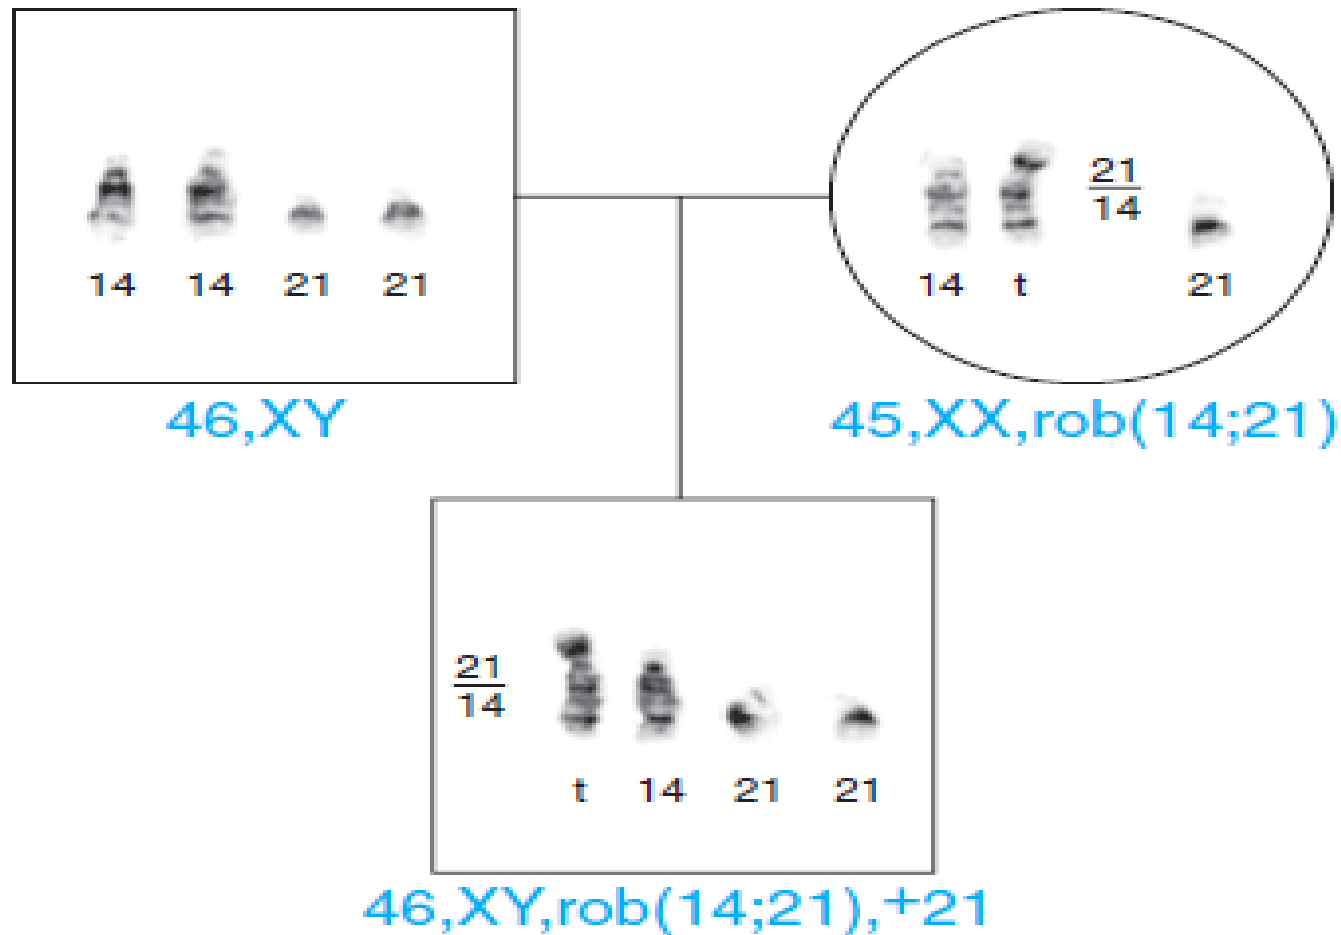 14 14 21 21
46,XY
21
14
14 t 21
45,XX,rob(14;21)
21
14
t 14 21 21
46,XY,rob(14;21),+21